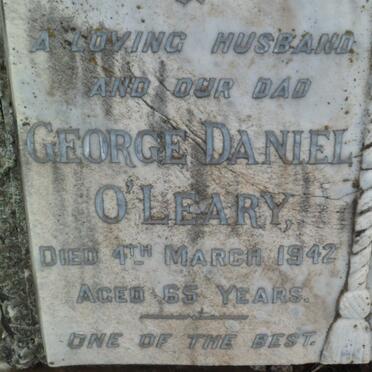 A LOVING HUSBAND
AND OUR DAD
GEORGE DANIEL
O'LEARY,
DIED 4TH MARCH 1942
AGED 65 YEARS.
ONE OF THE BEST.